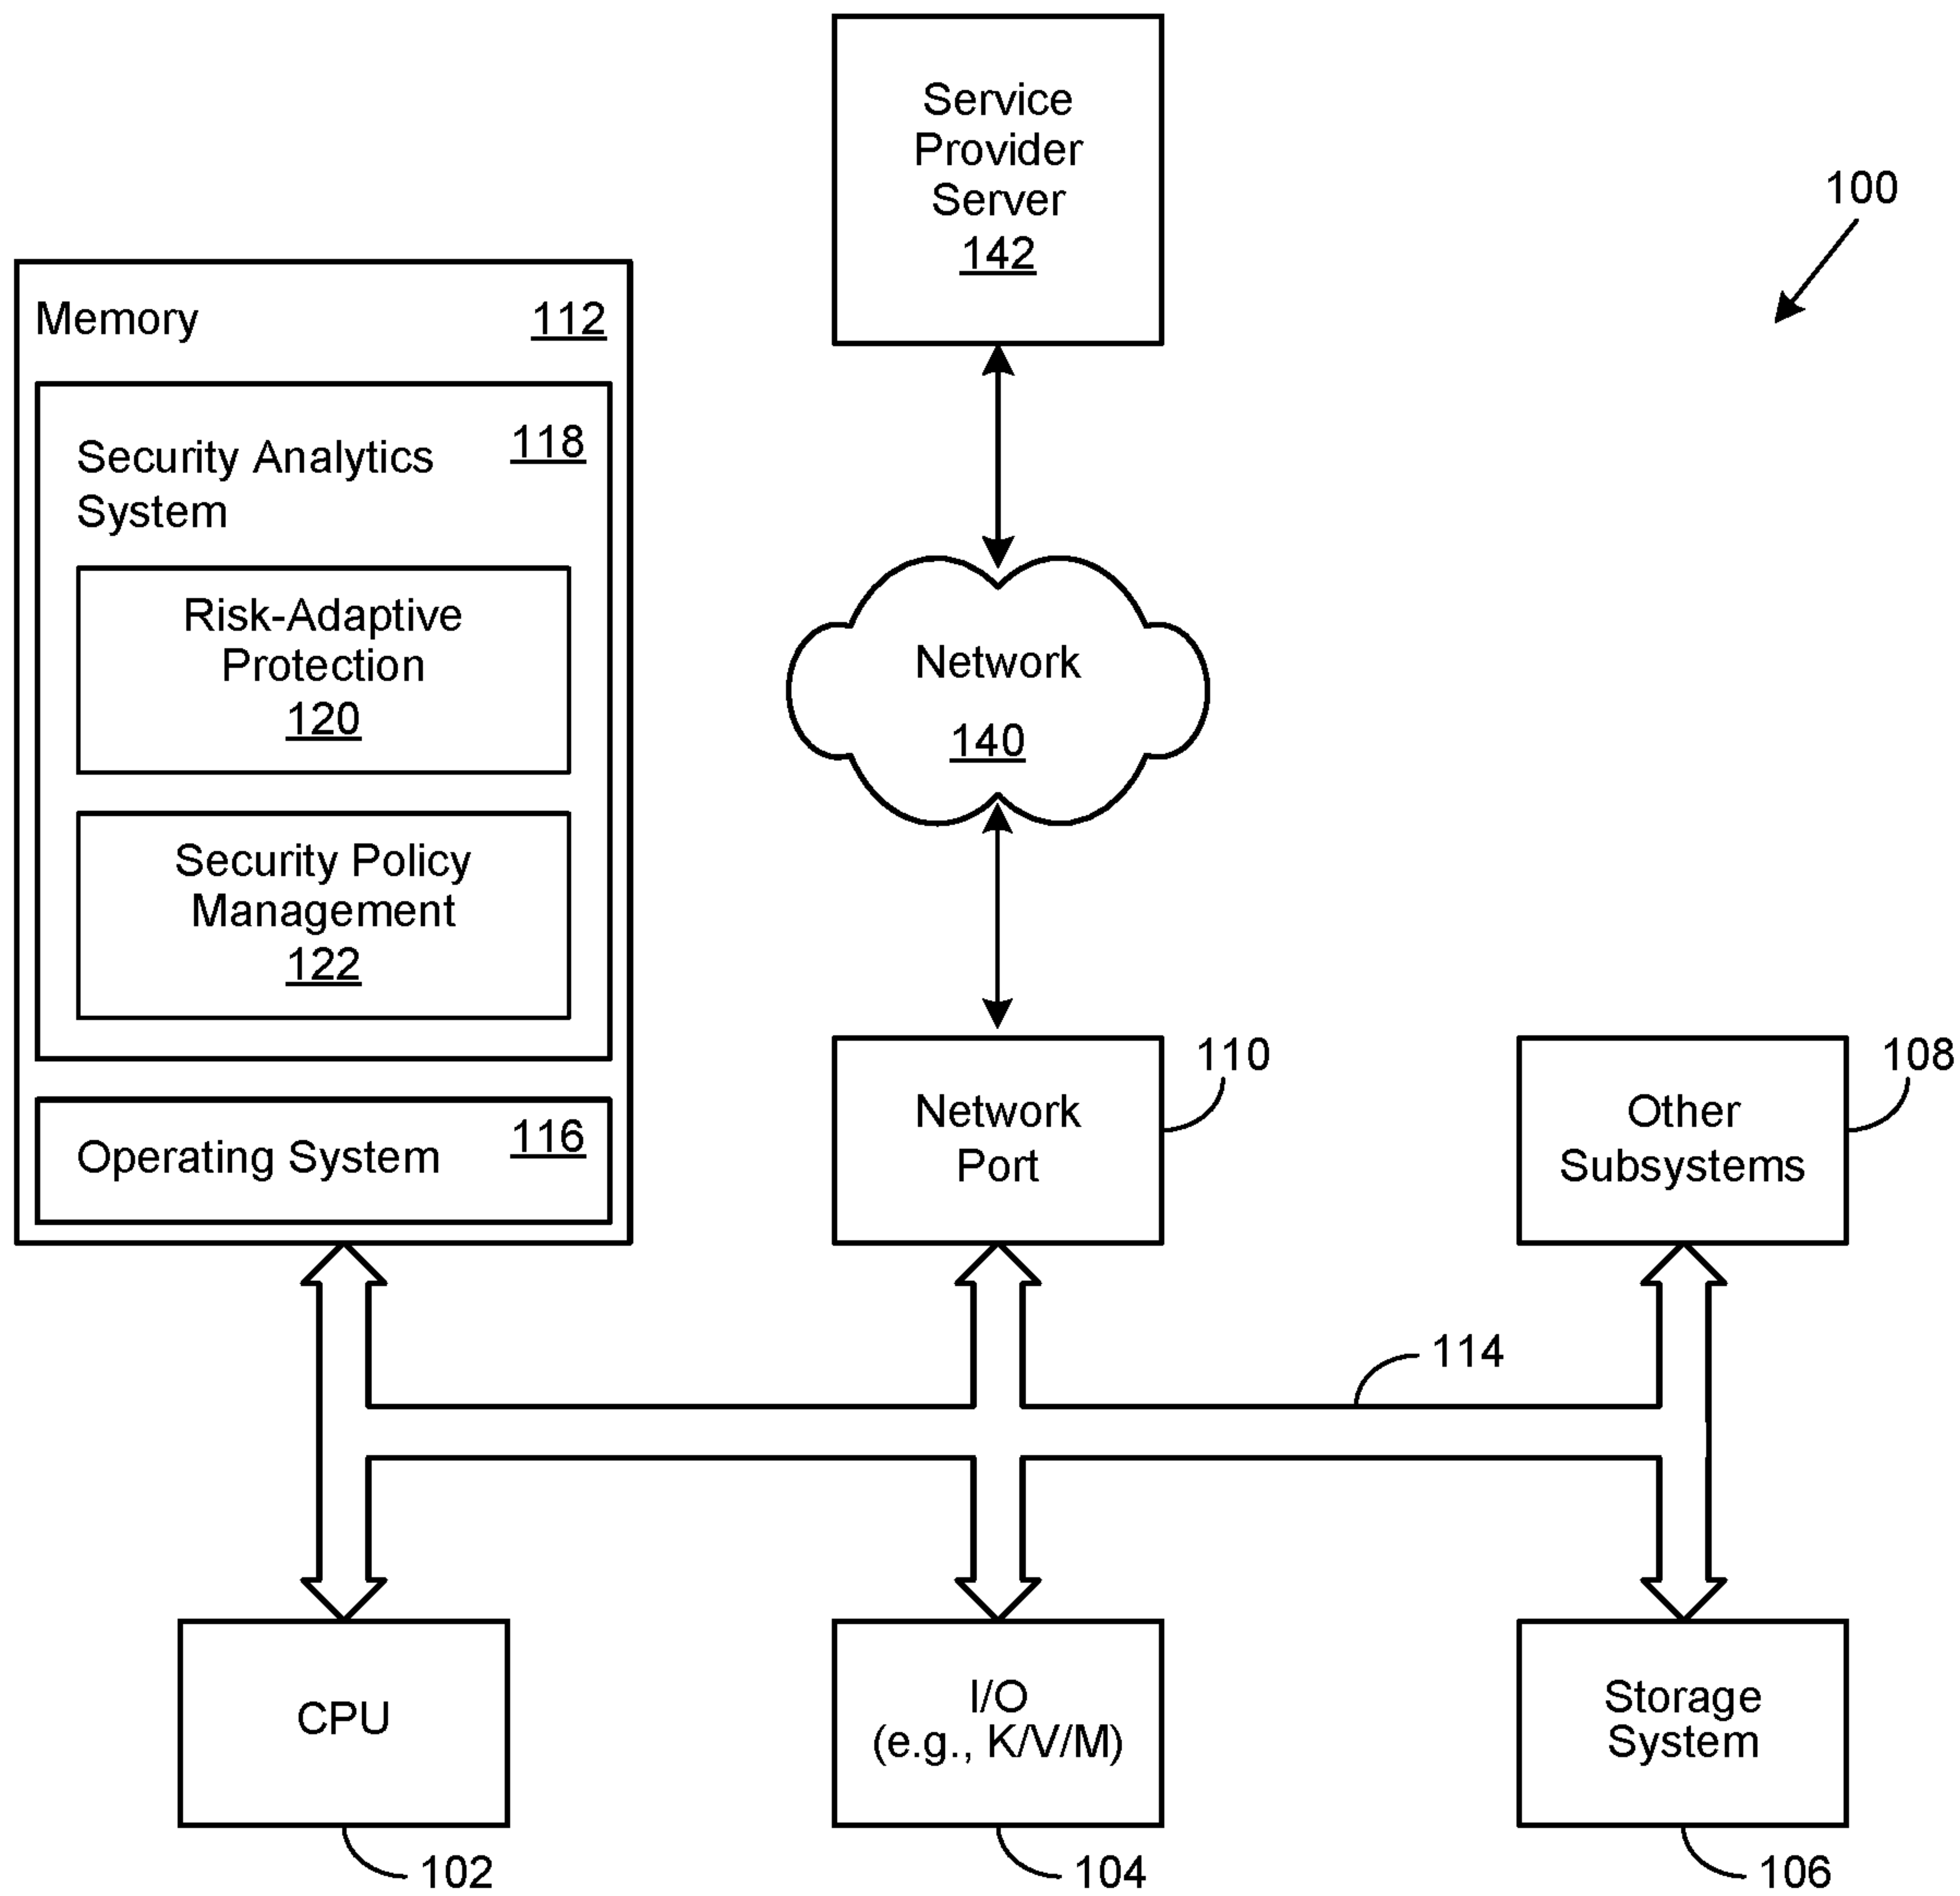 Service
Provider
Server
142
100
Memory
112
Security Analytics
System
118
Risk-Adaptive
Protection
120
Security Policy
Management
122
Operating System
116
Network
140
Network
Port
110
Other
Subsystems
108
114
CPU
102
I/O
(e.g., K/V/M)
104
Storage
System
106